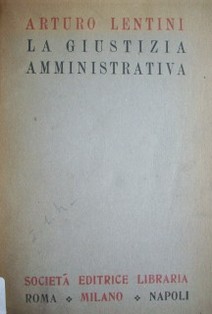 ARTURO LENTINI
LA GIUSTIZIA
AMMINISTRATIVA
SOCIETÀ EDITRICE LIBRARIA
ROMA ❖ MILANO ❖ NAPOLI